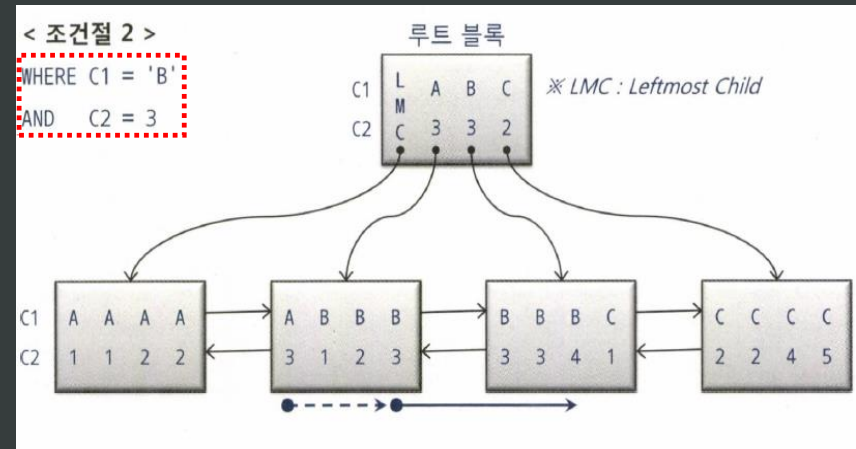 < 조건절 2 >
WHERE C1 = 'B'
AND C2 = 3
루트 블록
※ LMC : Leftmost Child
C1 LMC A B C
C2 3 3 2
C1 A A A A A B B B B B B C C C C C
C2 1 1 2 2 3 1 2 3 3 3 4 1 2 2 4 5